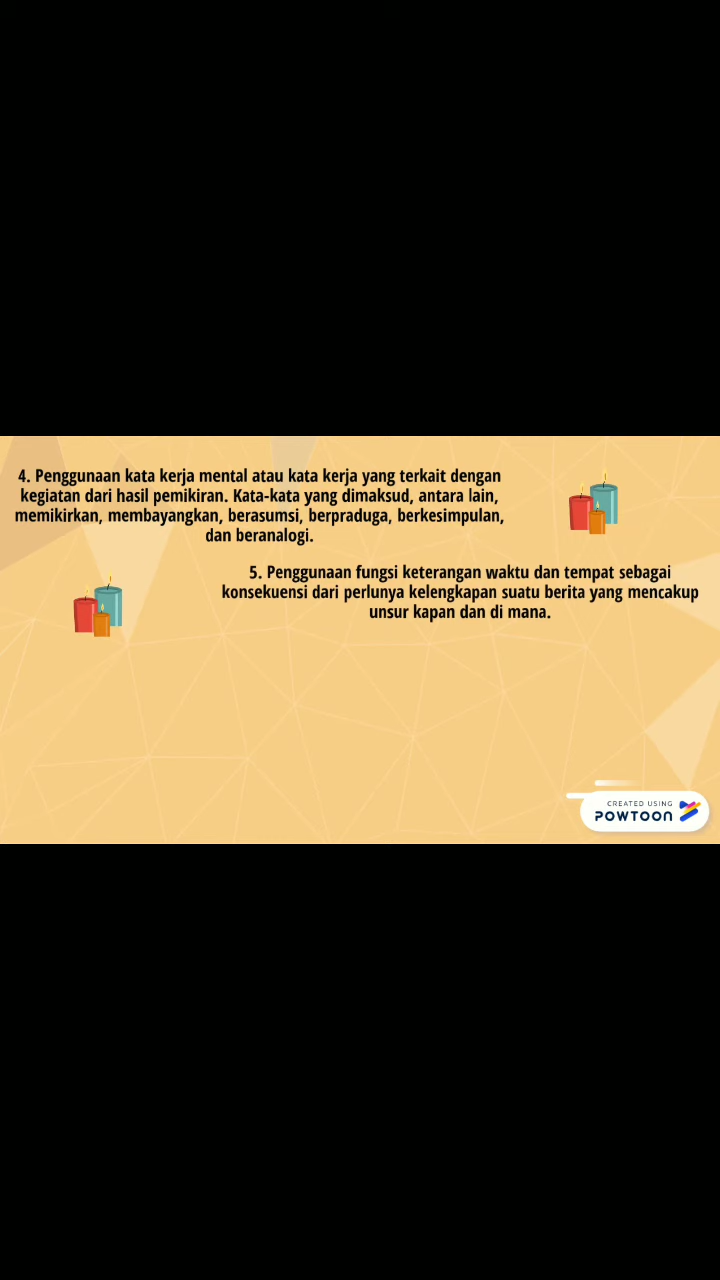 4. Penggunaan kata kerja mental atau kata kerja yang terkait dengan
kegiatan dari hasil pemikiran. Kata-kata yang dimaksud, antara lain,
memikirkan, membayangkan, berasumsi, berpraduga, berkesimpulan,
dan beranalogi.
5. Penggunaan fungsi keterangan waktu dan tempat sebagai
konsekuensi dari perlunya kelengkapan suatu berita yang mencakup
unsur kapan dan di mana.
CREATED USING
POWTOON